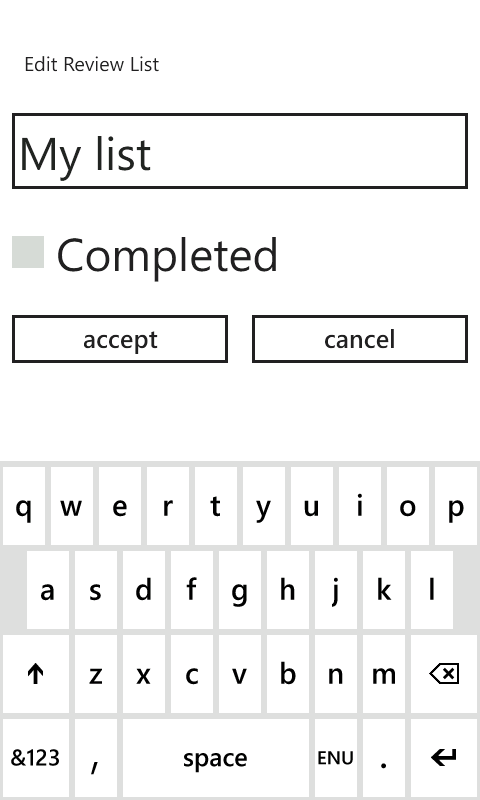 Edit Review List
My list
Completed
accept cancel
q w e r t y u i o p
a s d f g h j k l
z x c v b n m
&123 , space ENU .